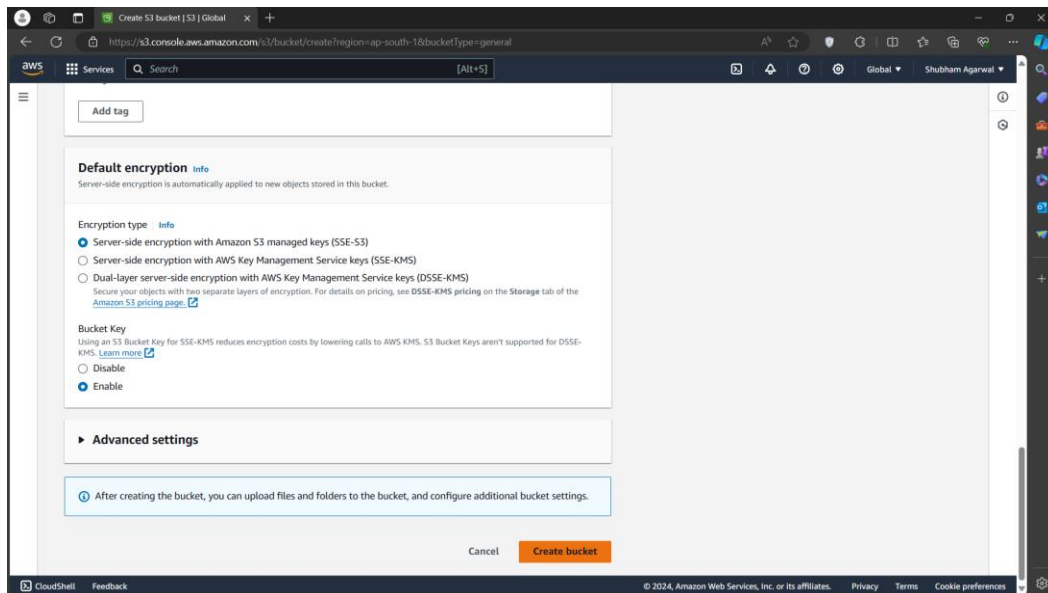 Create S3 bucket | S3 | Global
https://s3.console.aws.amazon.com/s3/bucket/create?region=ap-south-1&bucketType=general
aws
Services
Search
[Alt+S]
Global
Shubham Agarwal
Add tag
Default encryption Info
Server-side encryption is automatically applied to new objects stored in this bucket.
Encryption type Info
Server-side encryption with Amazon S3 managed keys (SSE-S3)
Server-side encryption with AWS Key Management Service keys (SSE-KMS)
Dual-layer server-side encryption with AWS Key Management Service keys (DSSE-KMS)
Secure your objects with two separate layers of encryption. For details on pricing, see DSSE-KMS pricing on the Storage tab of the
Amazon S3 pricing page.
Bucket Key
Using an S3 Bucket Key for SSE-KMS reduces encryption costs by lowering calls to AWS KMS. S3 Bucket Keys aren't supported for DSSE-
KMS. Learn more
Disable
Enable
Advanced settings
After creating the bucket, you can upload files and folders to the bucket, and configure additional bucket settings.
Cancel
Create bucket
CloudShell
Feedback
© 2024, Amazon Web Services, Inc. or its affiliates.
Privacy
Terms
Cookie preferences